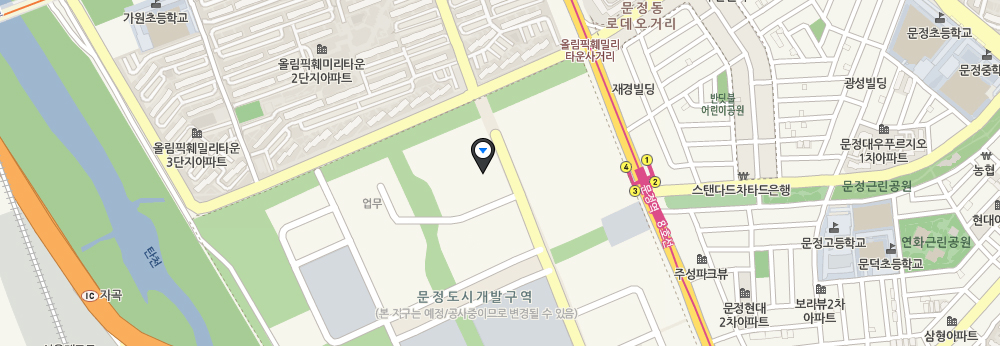 가원초등학교
올림픽훼미리타운
2단지아파트
올림픽훼밀리타운
3단지아파트
문정동
로데오거리
올림픽훼밀리
타운사거리
재경빌딩
반딧불
어린이공원
문정초등학교
문정중학
광성빌딩
문정대우푸르지오
1차아파트
농협
스탠다드차타드은행
문정근린공원
1
2
3
4
문정역 8호선
업무
탄천
IC 지곡
문정도시개발구역
(본 지구는 예정/공사중이므로 변경될 수 있음)
주성파크뷰
문정현대
2차아파트
보라뷰2차
아파트
문정고등학교
문덕초등학교
연화근린공원
현대아
삼형아파트